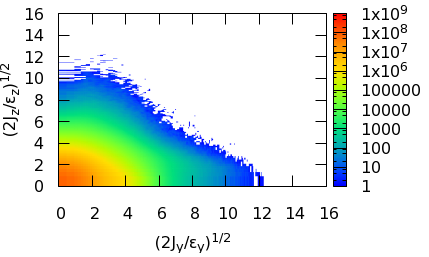 16
14
12
10
8
6
4
2
0
(2J_z/ε_z)^1/2
0 2 4 6 8 10 12 14 16
(2J_y/ε_y)^1/2
1x10^9
1x10^8
1x10^7
1x10^6
100000
10000
1000
100
10
1